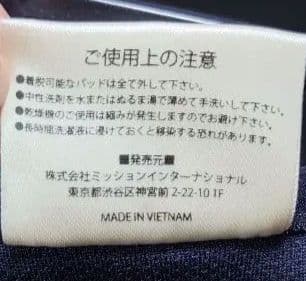 ご使用上の注意
●着脱可能なパッドは全て外して下さい。
●中性洗剤を水またはぬるま湯で薄めて手洗いして下さい。
●乾燥機のご使用は縮みが発生しますのでお避け下さい。
●長時間洗濯液に浸けておくと移染する恐れがあります。
■発売元■
株式会社ミッションインターナショナル
東京都渋谷区神宮前2-22-10 1F
MADE IN VIETNAM